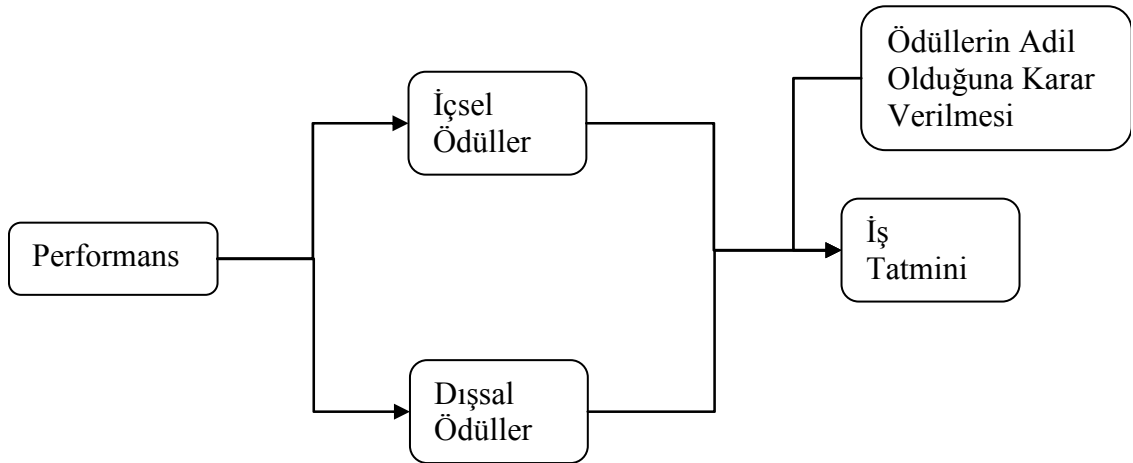 Ödüllerin Adil
Olduğuna Karar
Verilmesi
İçsel
Ödüller
Performans
İş
Tatmini
Dışsal
Ödüller